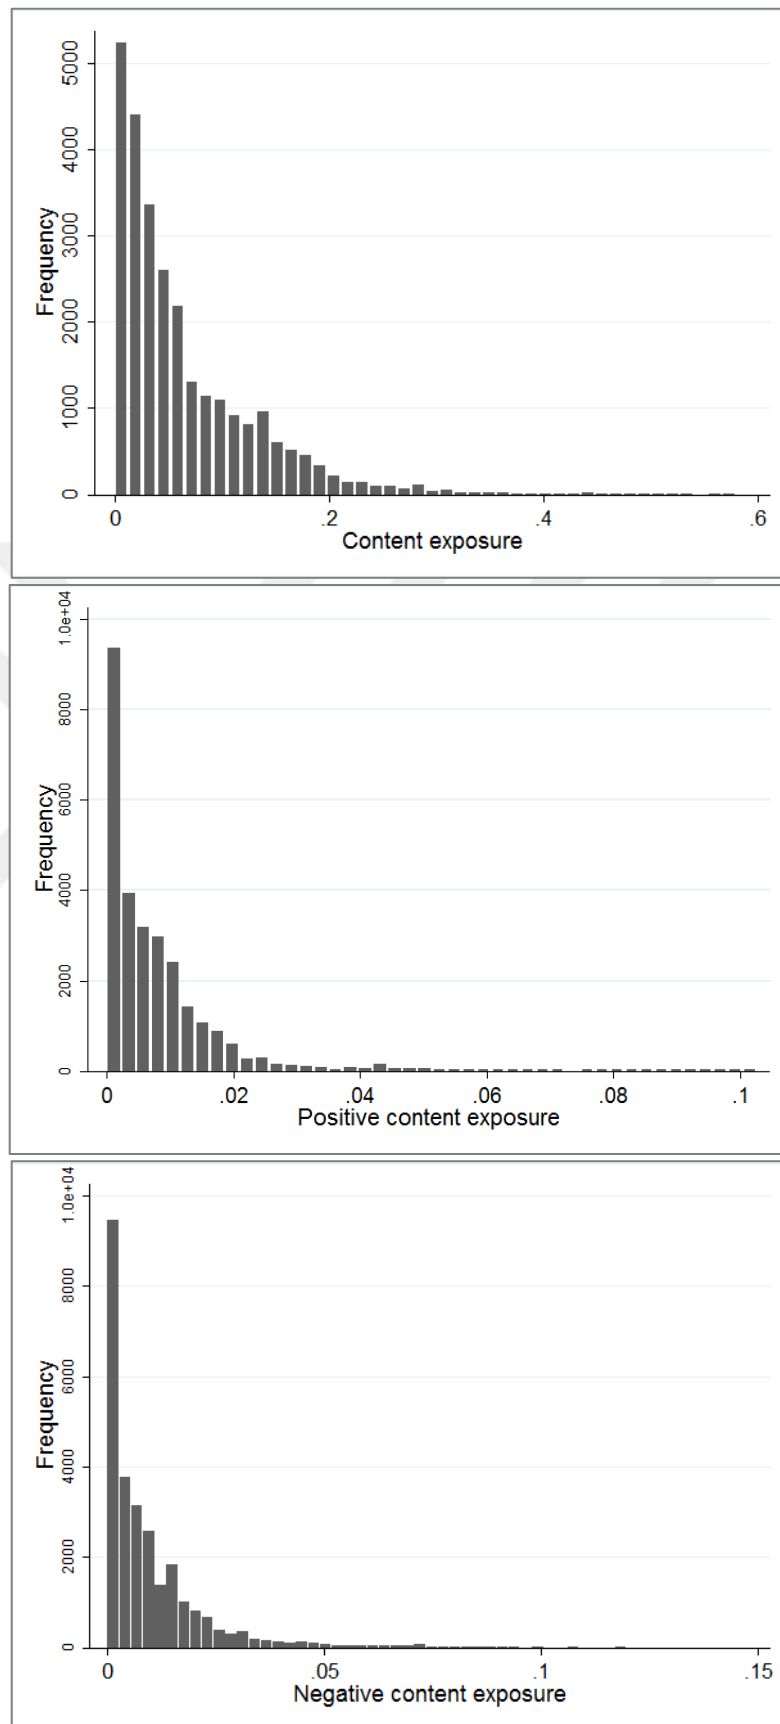 5000
4000
3000
2000
1000
0
Frequency
0 .2 .4 .6
Content exposure
1.0e+04
8000
6000
4000
2000
0
Frequency
0 .02 .04 .06 .08 .1
Positive content exposure
1.0e+04
8000
6000
4000
2000
0
Frequency
0 .05 .1 .15
Negative content exposure